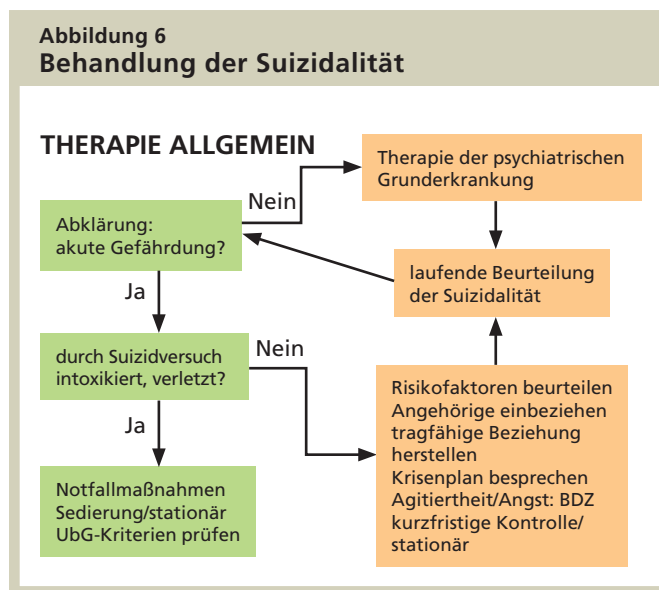 Abbildung 6
Behandlung der Suizidalität
THERAPIE ALLGEMEIN
Abklärung:
akute Gefährdung?
Nein
Therapie der psychiatrischen
Grunderkrankung
laufende Beurteilung
der Suizidalität
Ja
durch Suizidversuch
intoxikiert, verletzt?
Nein
Risikofaktoren beurteilen
Angehörige einbeziehen
tragfähige Beziehung
herstellen
Krisenplan besprechen
Agitiertheit/Angst: BDZ
kurzfristige Kontrolle/
stationär
Ja
Notfallmaßnahmen
Sedierung/stationär
UbG-Kriterien prüfen